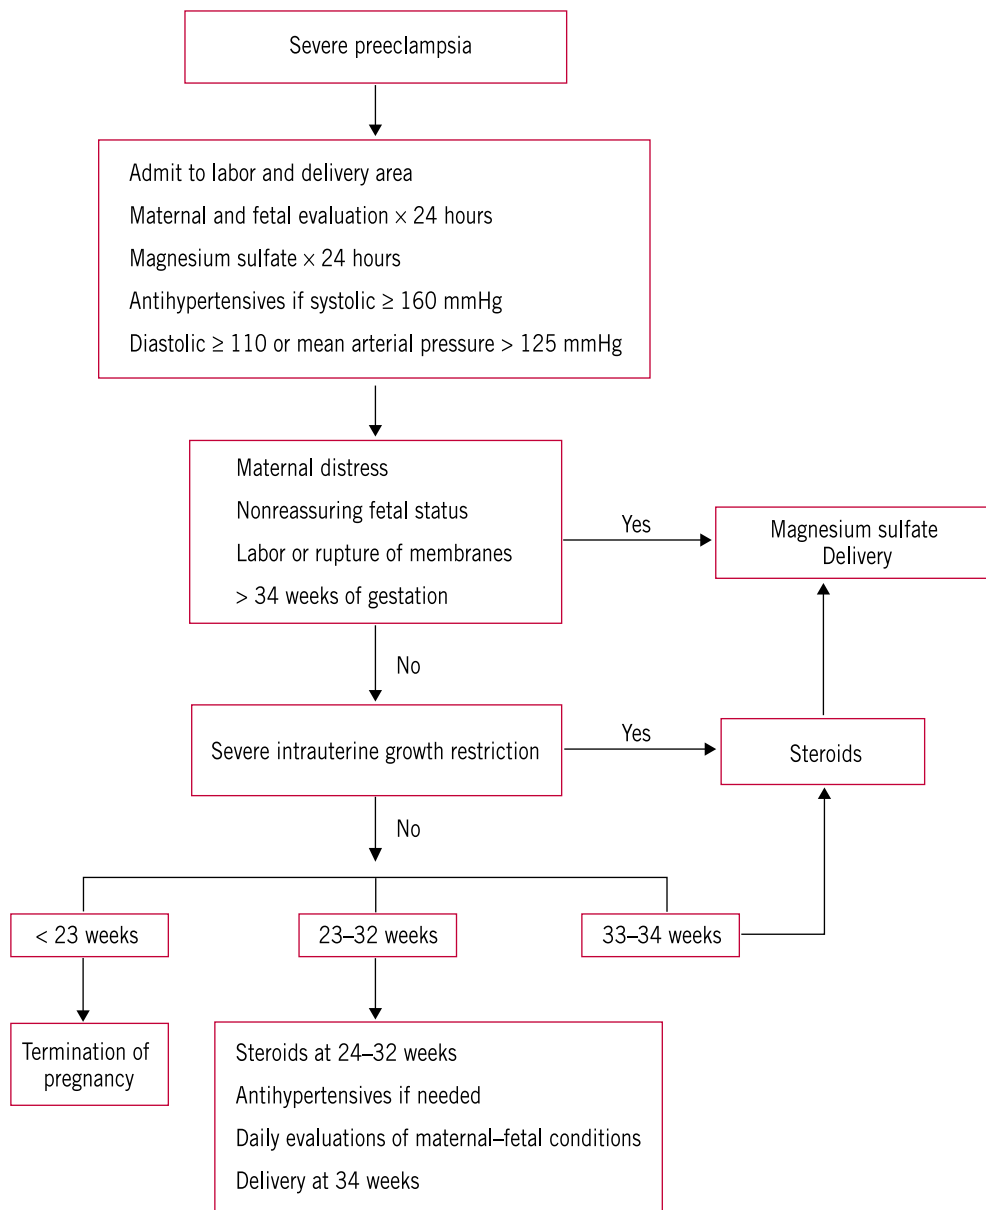 Severe preeclampsia
Admit to labor and delivery area
Maternal and fetal evaluation × 24 hours
Magnesium sulfate × 24 hours
Antihypertensives if systolic ≥ 160 mmHg
Diastolic ≥ 110 or mean arterial pressure > 125 mmHg
Maternal distress
Nonreassuring fetal status
Labor or rupture of membranes
> 34 weeks of gestation
Yes
Magnesium sulfate
Delivery
No
Severe intrauterine growth restriction
Yes
Steroids
No
< 23 weeks
23–32 weeks
33–34 weeks
Termination of
pregnancy
Steroids at 24–32 weeks
Antihypertensives if needed
Daily evaluations of maternal–fetal conditions
Delivery at 34 weeks